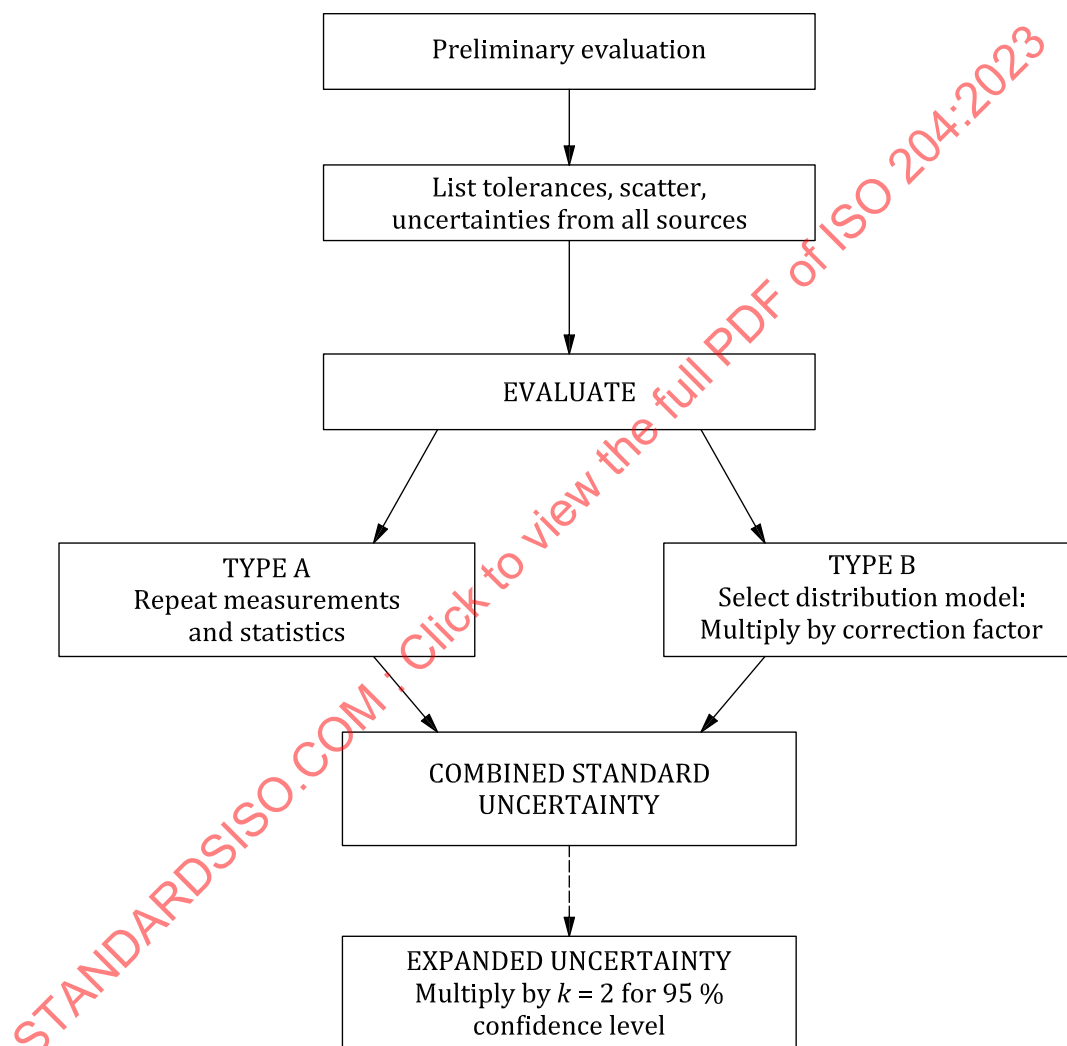 Preliminary evaluation
List tolerances, scatter,
uncertainties from all sources
EVALUATE
TYPE A
Repeat measurements
and statistics
TYPE B
Select distribution model:
Multiply by correction factor
COMBINED STANDARD
UNCERTAINTY
EXPANDED UNCERTAINTY
Multiply by k = 2 for 95 %
confidence level
STANDARDSISO.COM : Click to view the full PDF of ISO 204:2023